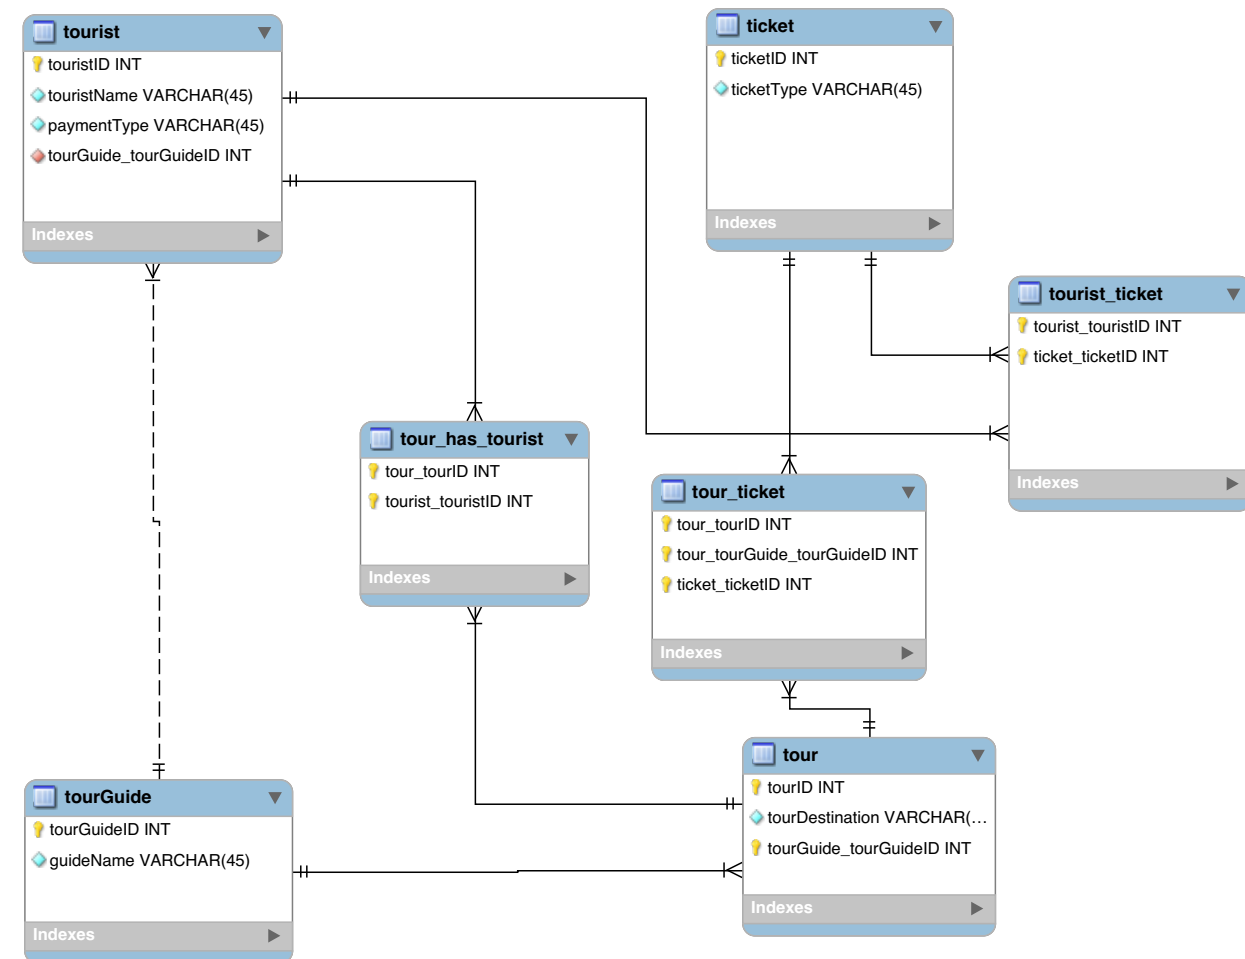 tourist
touristID INT
touristName VARCHAR(45)
paymentType VARCHAR(45)
tourGuide_tourGuideID INT
Indexes
ticket
ticketID INT
ticketType VARCHAR(45)
Indexes
tourist_ticket
tourist_touristID INT
ticket_ticketID INT
Indexes
tour_has_tourist
tour_tourID INT
tourist_touristID INT
Indexes
tour_ticket
tour_tourID INT
tour_tourGuide_tourGuideID INT
ticket_ticketID INT
Indexes
tourGuide
tourGuideID INT
guideName VARCHAR(45)
Indexes
tour
tourID INT
tourDestination VARCHAR(...
tourGuide_tourGuideID INT
Indexes